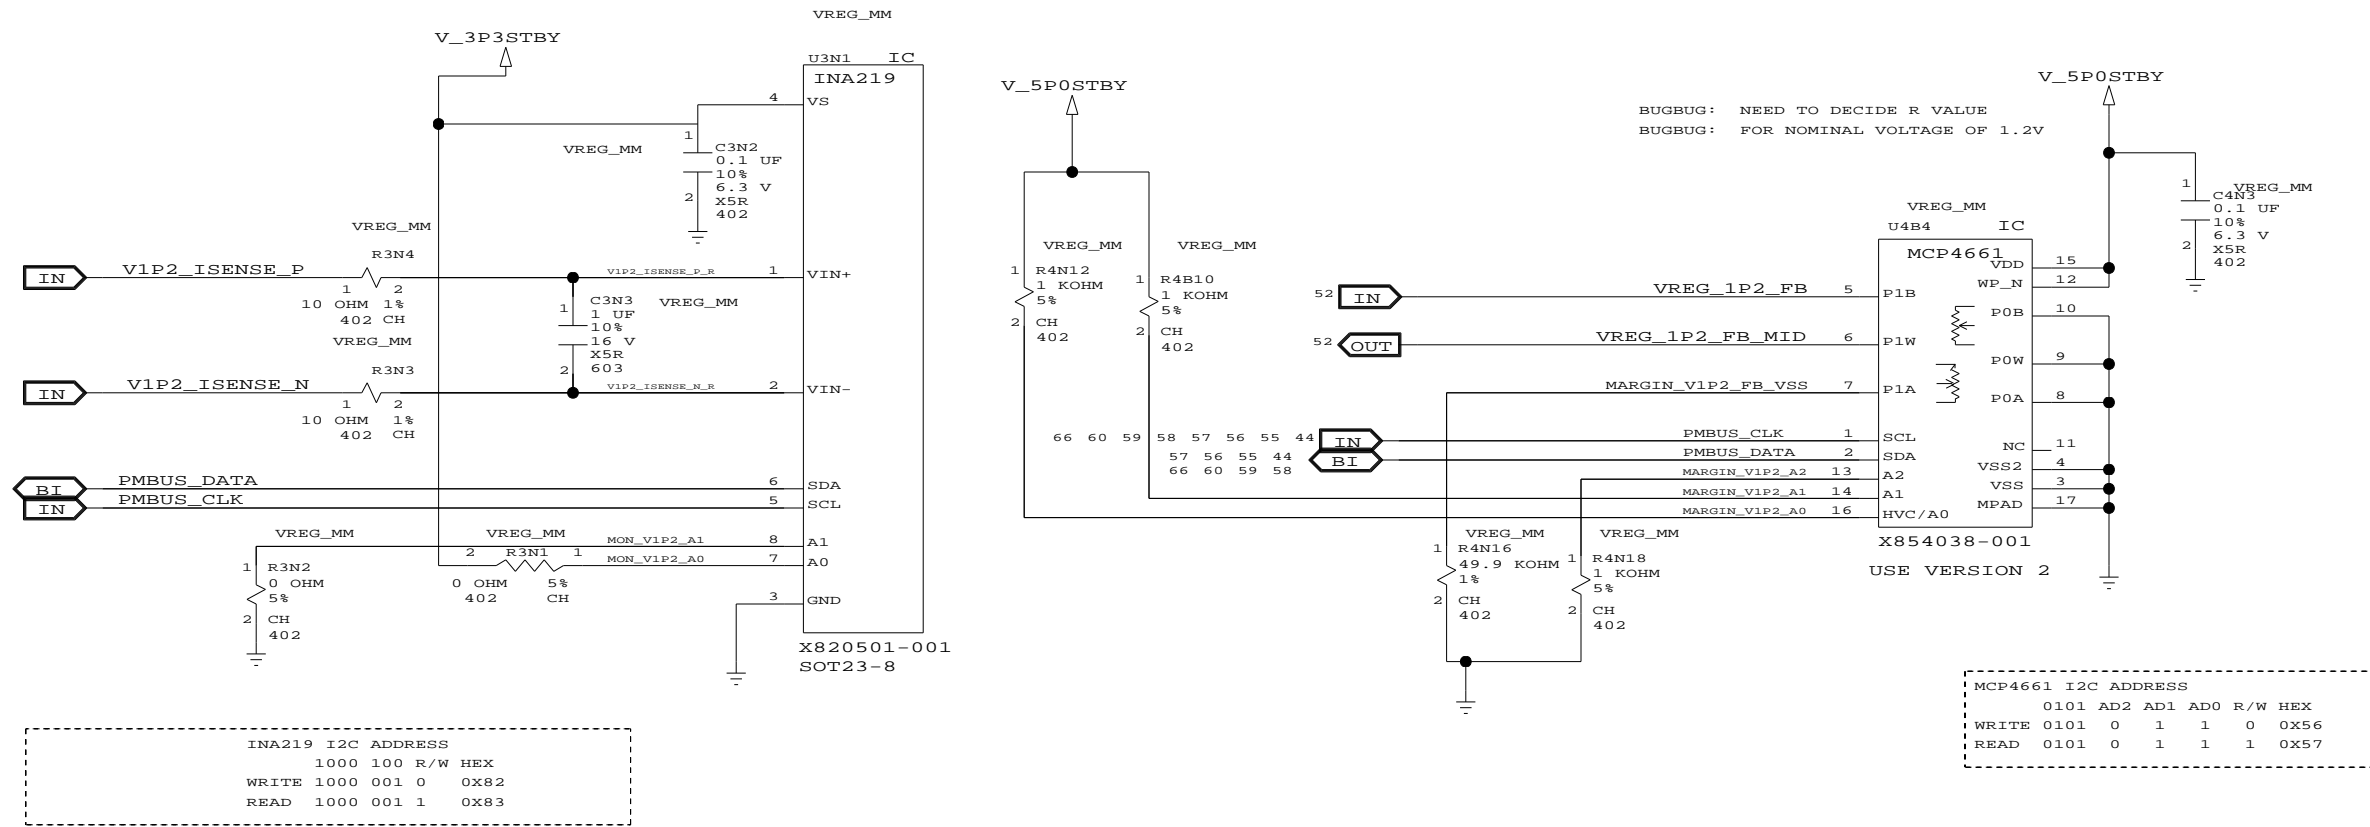 VREG_MM
V_3P3STBY
U3N1 IC
INA219
4 VS
1
C3N2
0.1 UF
10%
6.3 V
X5R
402
2
VREG_MM
VREG_MM
R3N4
IN V1P2_ISENSE_P
1 2
10 OHM 1%
402 CH
V1P2_ISENSE_P_R 1 VIN+
VREG_MM
1
C3N3
1 UF
10%
16 V
X5R
603
2
VREG_MM
R3N3
IN V1P2_ISENSE_N
1 2
10 OHM 1%
402 CH
V1P2_ISENSE_N_R 2 VIN-
BI PMBUS_DATA 6 SDA
IN PMBUS_CLK 5 SCL
VREG_MM
VREG_MM
MON_V1P2_A1 8 A1
2 R3N1 1
MON_V1P2_A0 7 A0
0 OHM 5%
402 CH
1 R3N2
0 OHM
5%
2 CH
402
3 GND
X820501-001
SOT23-8
INA219 I2C ADDRESS
1000 100 R/W HEX
WRITE 1000 001 0 0X82
READ 1000 001 1 0X83
V_5P0STBY
VREG_MM
1 R4N12
1 KOHM
5%
2 CH
402
VREG_MM
1 R4B10
1 KOHM
5%
2 CH
402
BUGBUG: NEED TO DECIDE R VALUE
BUGBUG: FOR NOMINAL VOLTAGE OF 1.2V
V_5P0STBY
1
VREG_MM
C4N3
0.1 UF
10%
6.3 V
X5R
402
2
VREG_MM
U4B4 IC
MCP4661
52 IN VREG_1P2_FB 5 P1B
52 OUT VREG_1P2_FB_MID 6 P1W
MARGIN_V1P2_FB_VSS 7 P1A
66 60 59 58 57 56 55 44 IN PMBUS_CLK 1 SCL
57 56 55 44
66 60 59 58
BI PMBUS_DATA 2 SDA
MARGIN_V1P2_A2 13 A2
MARGIN_V1P2_A1 14 A1
MARGIN_V1P2_A0 16 HVC/A0
VDD 15
WP_N 12
P0B 10
P0W 9
P0A 8
NC 11
VSS2 4
VSS 3
MPAD 17
X854038-001
USE VERSION 2
VREG_MM
1 R4N16
49.9 KOHM
1%
2 CH
402
VREG_MM
1 R4N18
1 KOHM
5%
2 CH
402
MCP4661 I2C ADDRESS
0101 AD2 AD1 AD0 R/W HEX
WRITE 0101 0 1 1 0 0X56
READ 0101 0 1 1 1 0X57